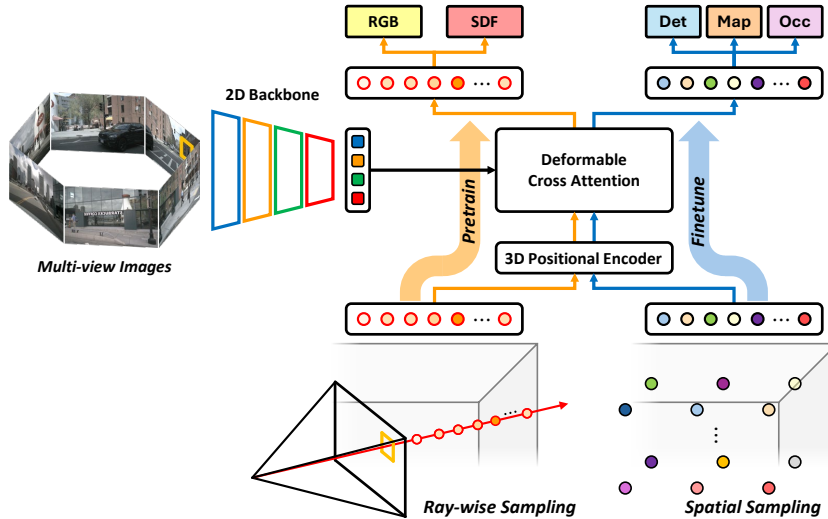 RGB
SDF
Det
Map
Occ
2D Backbone
Deformable
Cross Attention
Pretrain
Finetune
3D Positional Encoder
Multi-view Images
Ray-wise Sampling
Spatial Sampling